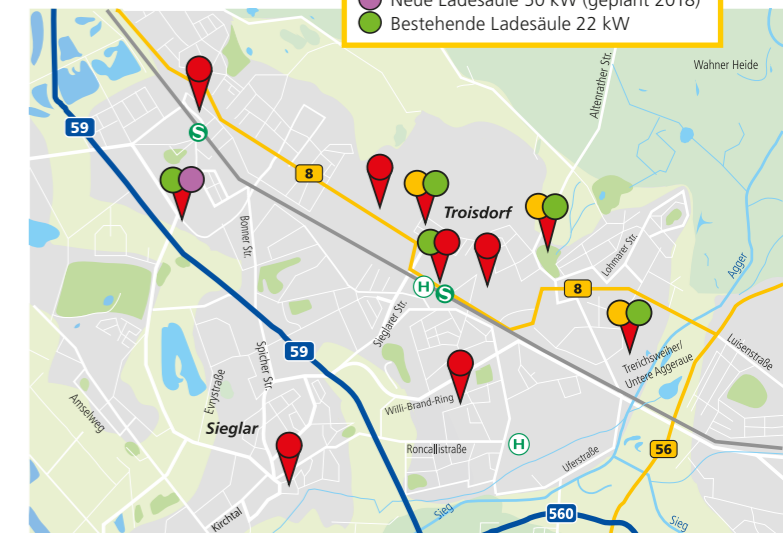 Neue Ladesäule 50 kW (geplant 2018)
Bestehende Ladesäule 22 kW
Wahner Heide
Altenrather Str.
59
S
8
Troisdorf
Bonner Str.
Lohmarer Str.
Agger
H
S
8
Sieglarer Str.
Luisenstraße
Trerichsweiher/
Untere Aggeraue
59
Spicher Str.
Evrystraße
Amselweg
Willi-Brand-Ring
Sieglar
Roncallistraße
H
Uferstraße
56
Kirchtal
Sieg
560
Sieg